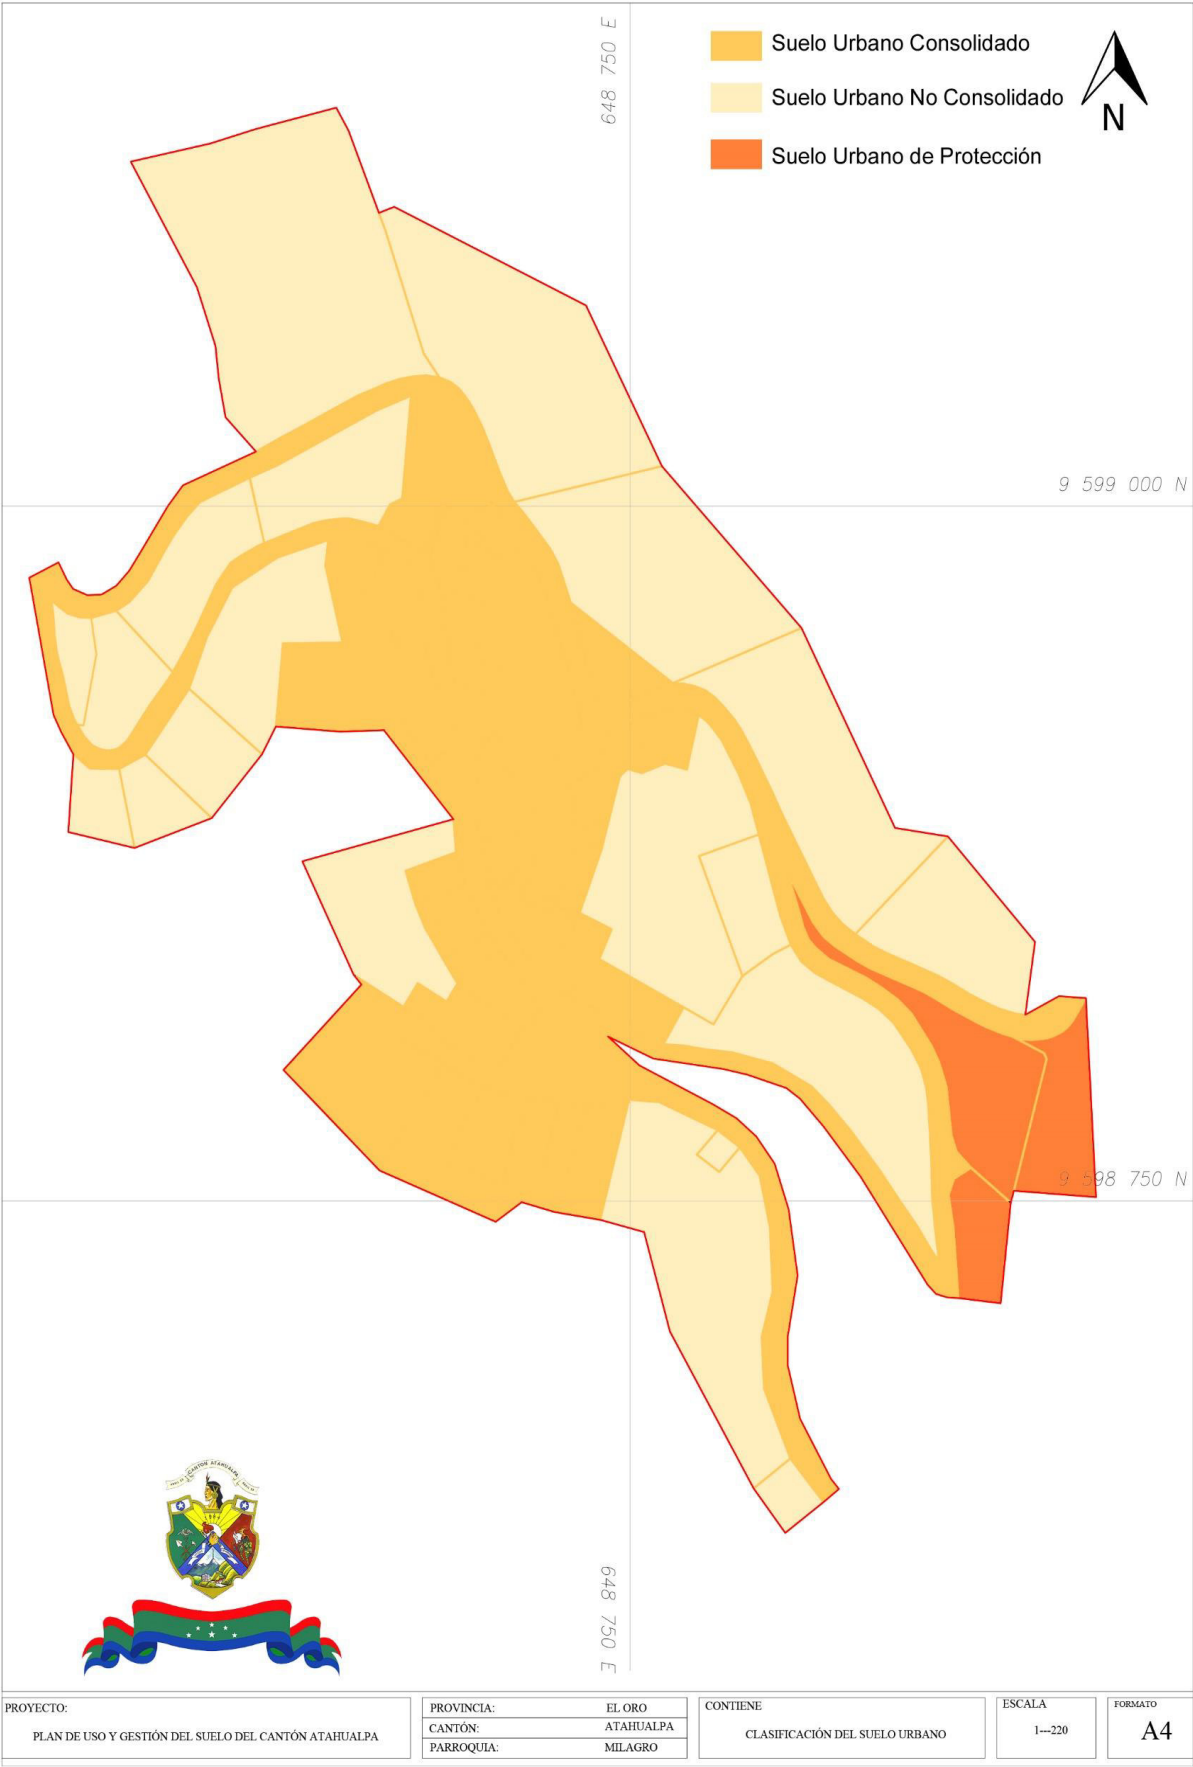 648 750 E
Suelo Urbano Consolidado
Suelo Urbano No Consolidado
Suelo Urbano de Protección
N
9 599 000 N
9 598 750 N
CANTON ATAHUALPA
648 750 E
PROYECTO:
PLAN DE USO Y GESTIÓN DEL SUELO DEL CANTÓN ATAHUALPA
PROVINCIA: EL ORO
CANTÓN: ATAHUALPA
PARROQUIA: MILAGRO
CONTIENE
CLASIFICACIÓN DEL SUELO URBANO
ESCALA
1---220
FORMATO
A4